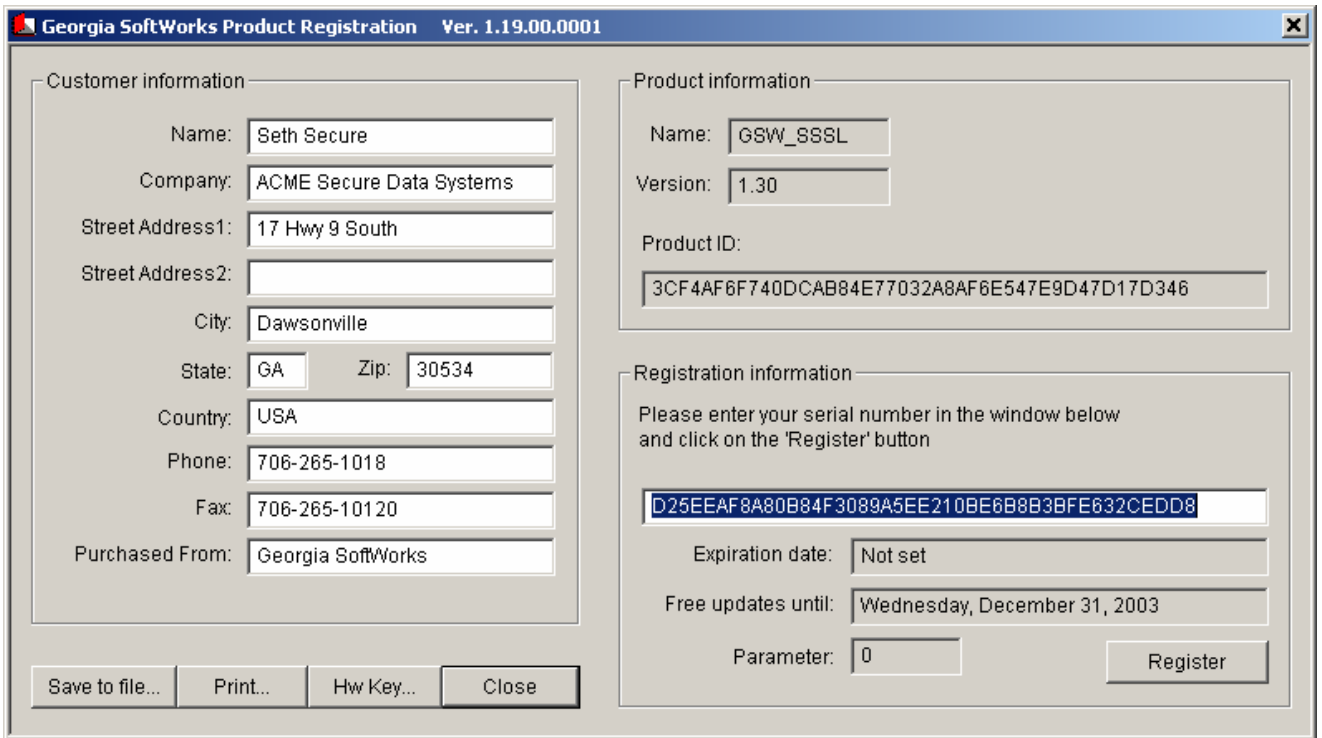 Georgia SoftWorks Product Registration Ver. 1.19.00.0001
Customer information
Name: Seth Secure
Company: ACME Secure Data Systems
Street Address1: 17 Hwy 9 South
Street Address2:
City: Dawsonville
State: GA Zip: 30534
Country: USA
Phone: 706-265-1018
Fax: 706-265-10120
Purchased From: Georgia SoftWorks
Save to file... Print... Hw Key... Close
Product information
Name: GSW_SSSL
Version: 1.30
Product ID:
3CF4AF6F740DCAB84E77032A8AF6E547E9D47D17D346
Registration information
Please enter your serial number in the window below
and click on the 'Register' button
D25EEAF8A80B84F3089A5EE210BE6B8B3BFE632CEDD8
Expiration date: Not set
Free updates until: Wednesday, December 31, 2003
Parameter: 0
Register